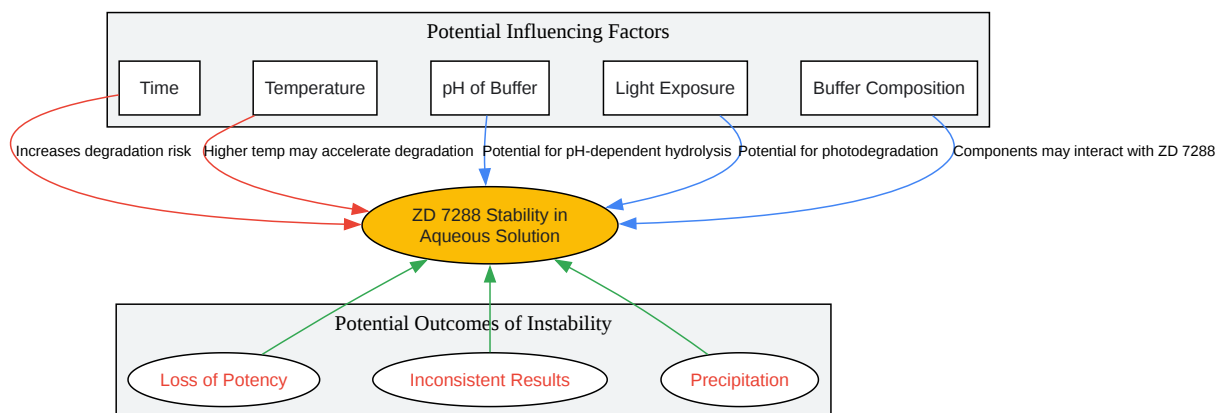 Potential Influencing Factors
Time
Temperature
pH of Buffer
Light Exposure
Buffer Composition
Increases degradation risk
Higher temp may accelerate degradation
Potential for pH-dependent hydrolysis
Potential for photodegradation
Components may interact with ZD 7288
ZD 7288 Stability in
Aqueous Solution
Potential Outcomes of Instability
Loss of Potency
Inconsistent Results
Precipitation